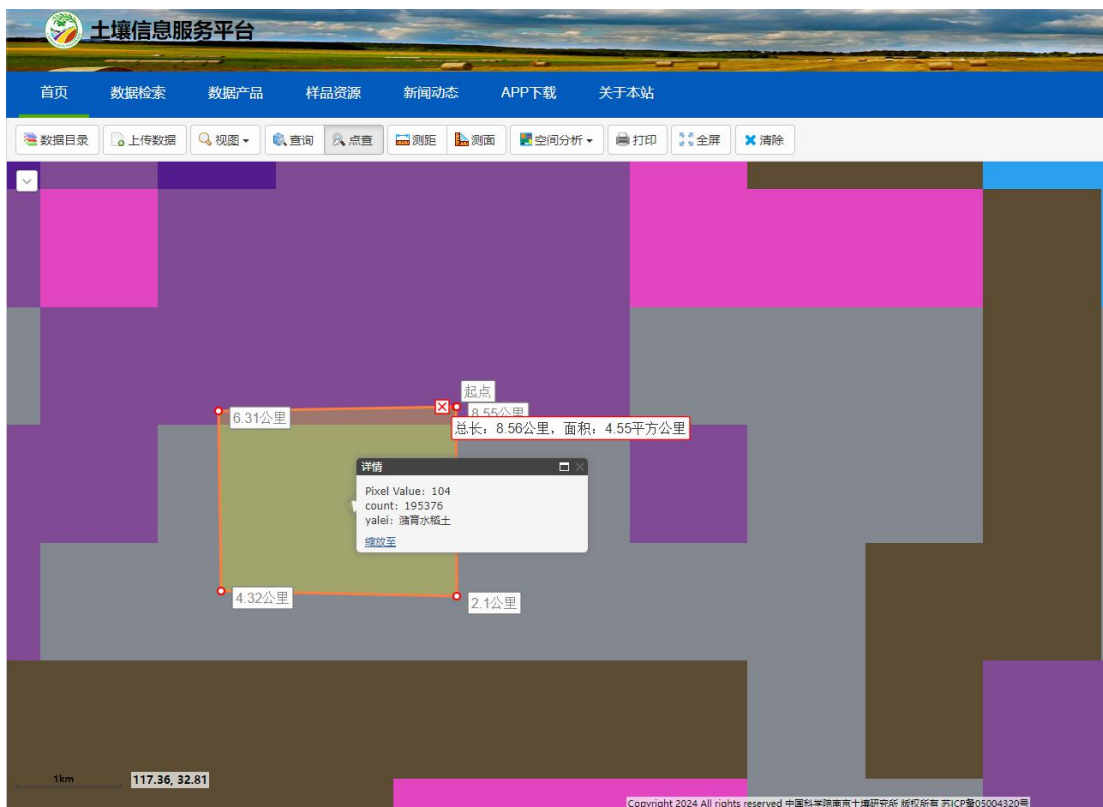 土壤信息服务平台
首页 数据检索 数据产品 样品资源 新闻动态 APP下载 关于本站
数据目录 上传数据 视图 查询 点查 测距 测面 空间分析 打印 全屏 清除
起点
6.31公里
8.55公里
总长：8.56公里，面积：4.55平方公里
详情
Pixel Value: 104
count: 195376
yalei: 潴育水稻土
缩放至
4.32公里
2.1公里
1km
117.36, 32.81
Copyright 2024 All rights reserved 中国科学院南京土壤研究所 版权所有 苏ICP备05004320号